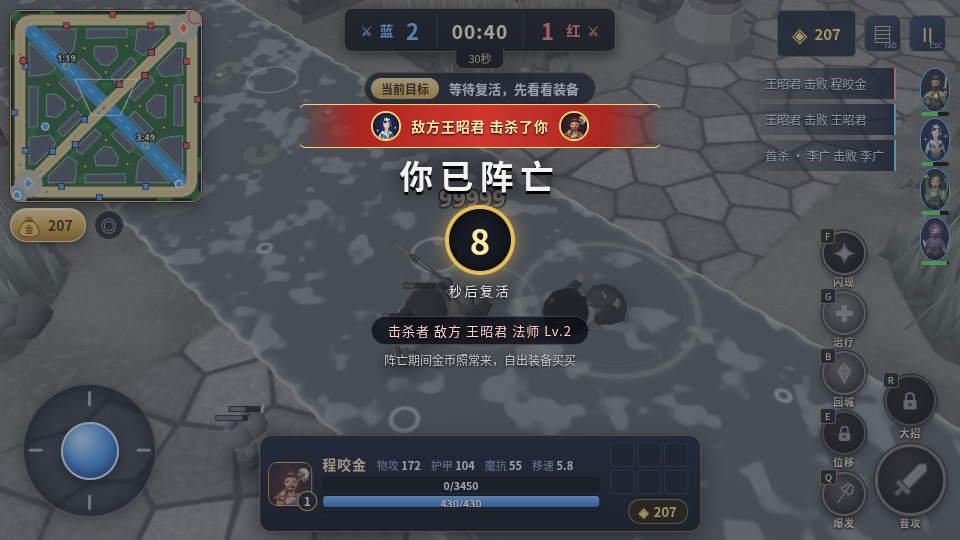 1:19
3:49
207
蓝 2
00:40
1 红
30秒
当前目标 等待复活，先看看装备
敌方王昭君 击杀了你
你已阵亡
99999
8
秒后复活
击杀者 敌方 王昭君 法师 Lv.2
阵亡期间金币照常来，自出装备买买
207
Tab
Esc
王昭君 击败 程咬金
王昭君 击败 王昭君
首杀 · 李广 击败 李广
金 207
F
闪现
G
治疗
B
回城
E
位移
Q
爆发
R
大招
普攻
程咬金 物攻 172 护甲 104 魔抗 55 移速 5.8
1
0/3450
430/430
207